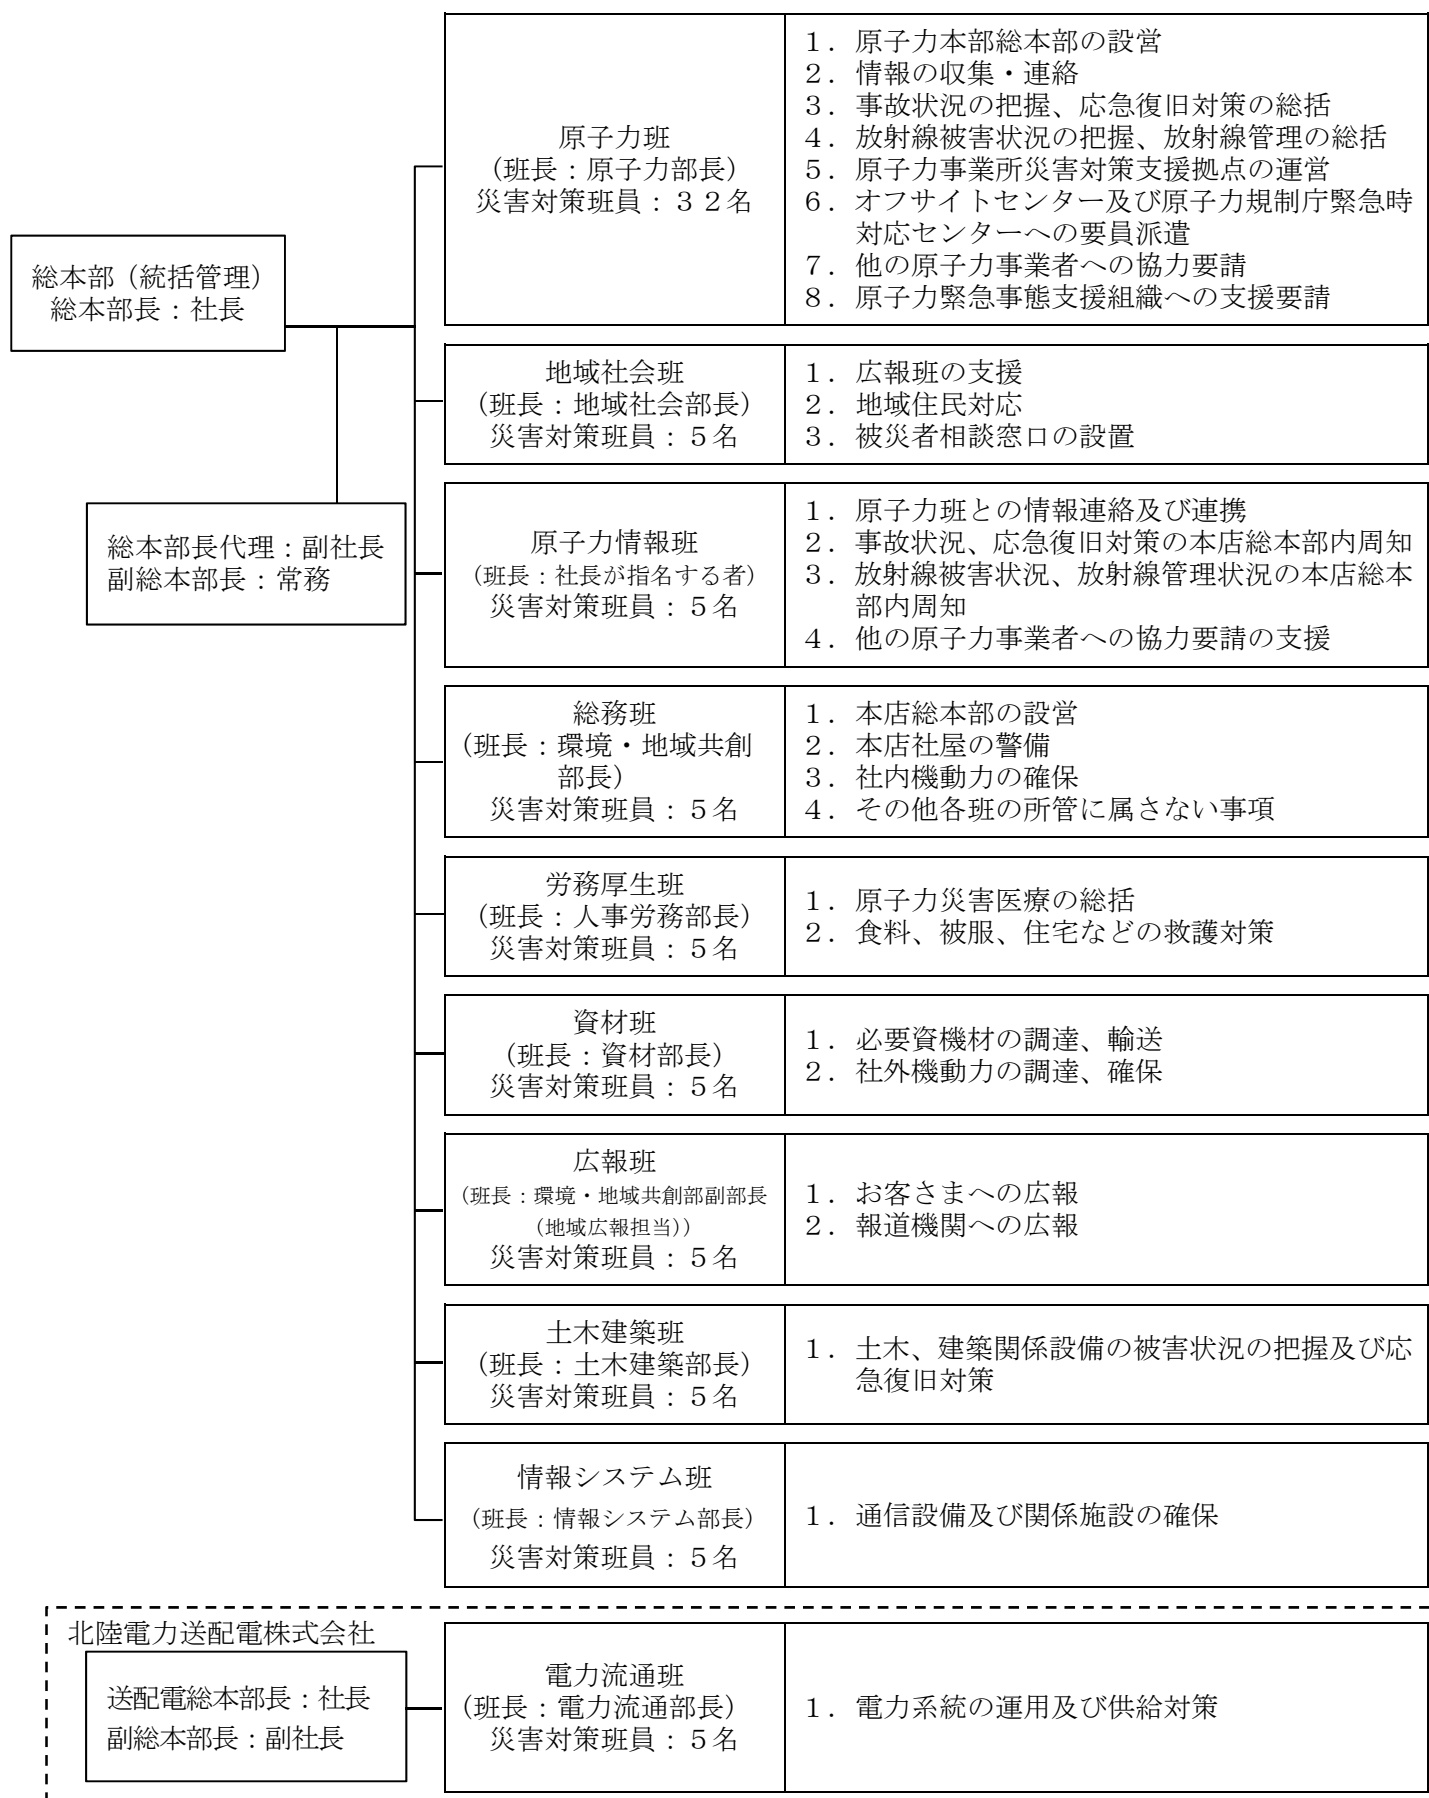 総本部（統括管理）
総本部長：社長
総本部長代理：副社長
副総本部長：常務
原子力班
（班長：原子力部長）
災害対策班員：３２名
１．原子力本部総本部の設営
２．情報の収集・連絡
３．事故状況の把握、応急復旧対策の総括
４．放射線被害状況の把握、放射線管理の総括
５．原子力事業所災害対策支援拠点の運営
６．オフサイトセンター及び原子力規制庁緊急時
対応センターへの要員派遣
７．他の原子力事業者への協力要請
８．原子力緊急事態支援組織への支援要請
地域社会班
（班長：地域社会部長）
災害対策班員：５名
１．広報班の支援
２．地域住民対応
３．被災者相談窓口の設置
原子力情報班
（班長：社長が指名する者）
災害対策班員：５名
１．原子力班との情報連絡及び連携
２．事故状況、応急復旧対策の本店総本部内周知
３．放射線被害状況、放射線管理状況の本店総本
部内周知
４．他の原子力事業者への協力要請の支援
総務班
（班長：環境・地域共創
部長）
災害対策班員：５名
１．本店総本部の設営
２．本店社屋の警備
３．社内機動力の確保
４．その他各班の所管に属さない事項
労務厚生班
（班長：人事労務部長）
災害対策班員：５名
１．原子力災害医療の総括
２．食料、被服、住宅などの救護対策
資材班
（班長：資材部長）
災害対策班員：５名
１．必要資機材の調達、輸送
２．社外機動力の調達、確保
広報班
（班長：環境・地域共創部副部長
（地域広報担当））
災害対策班員：５名
１．お客さまへの広報
２．報道機関への広報
土木建築班
（班長：土木建築部長）
災害対策班員：５名
１．土木、建築関係設備の被害状況の把握及び応
急復旧対策
情報システム班
（班長：情報システム部長）
災害対策班員：５名
１．通信設備及び関係施設の確保
北陸電力送配電株式会社
送配電総本部長：社長
副総本部長：副社長
電力流通班
（班長：電力流通部長）
災害対策班員：５名
１．電力系統の運用及び供給対策